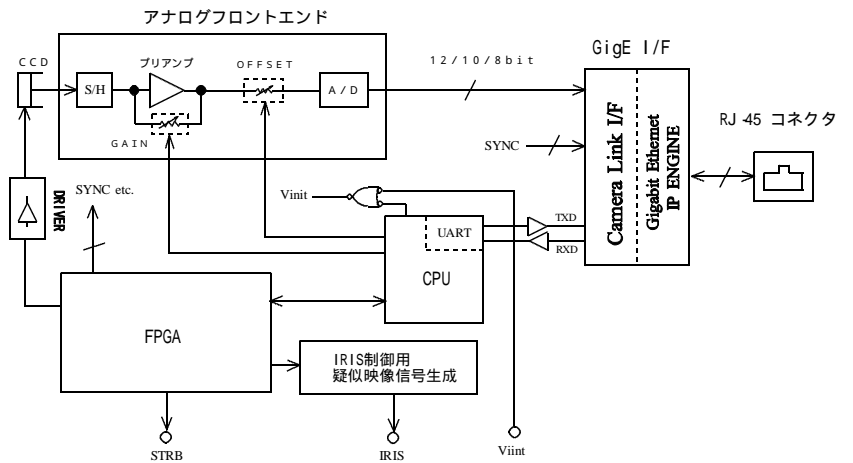 アナログフロントエンド
CCD
S/H
プリアンプ
OFFSET
A/D
GAIN
12/10/8bit
GigE I/F
SYNC
Camera Link I/F
Gigabit Ethernet
IP ENGINE
RJ-45 コネクタ
DRIVER
SYNC etc.
Vinit
UART
TXD
RXD
CPU
FPGA
IRIS制御用
疑似映像信号生成
STRB
IRIS
Viint